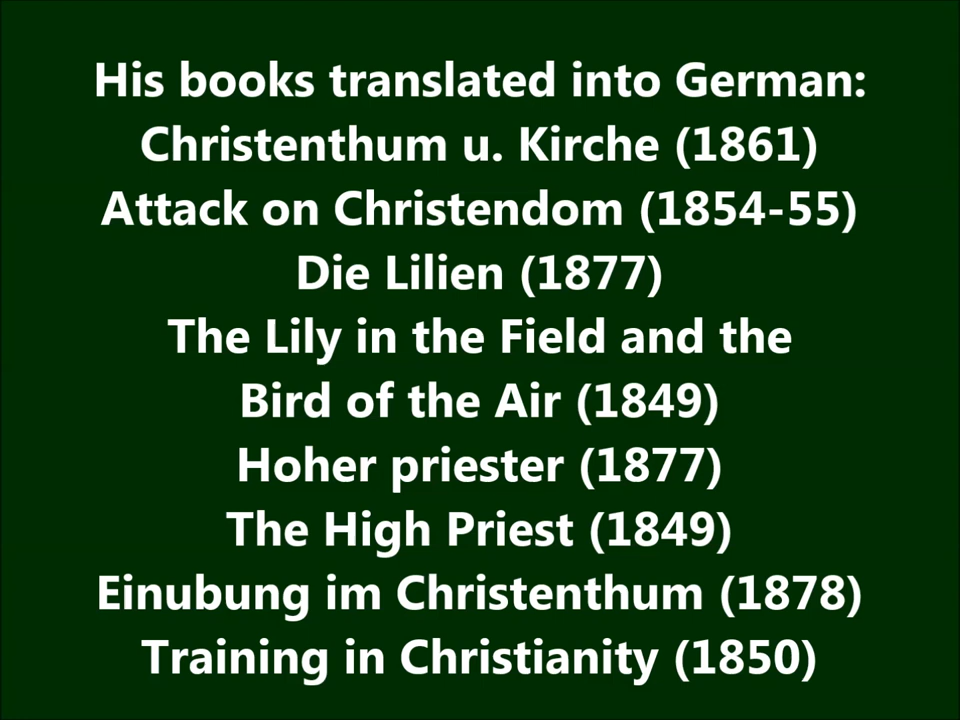 His books translated into German:
Christenthum u. Kirche (1861)
Attack on Christendom (1854-55)
Die Lilien (1877)
The Lily in the Field and the
Bird of the Air (1849)
Hoher priester (1877)
The High Priest (1849)
Einubung im Christenthum (1878)
Training in Christianity (1850)